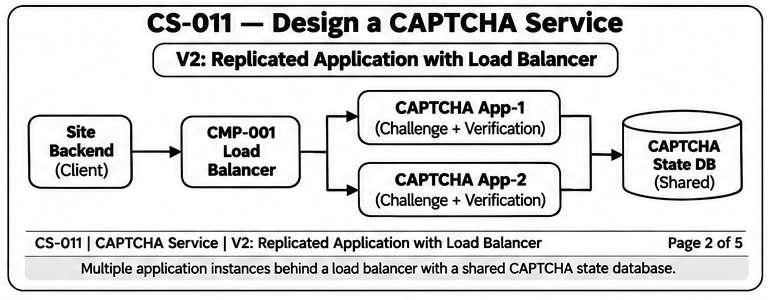 CS-011 — Design a CAPTCHA Service
V2: Replicated Application with Load Balancer
Site
Backend
(Client)
CMP-001
Load
Balancer
CAPTCHA App-1
(Challenge + Verification)
CAPTCHA App-2
(Challenge + Verification)
CAPTCHA
State DB
(Shared)
CS-011 | CAPTCHA Service | V2: Replicated Application with Load Balancer
Page 2 of 5
Multiple application instances behind a load balancer with a shared CAPTCHA state database.